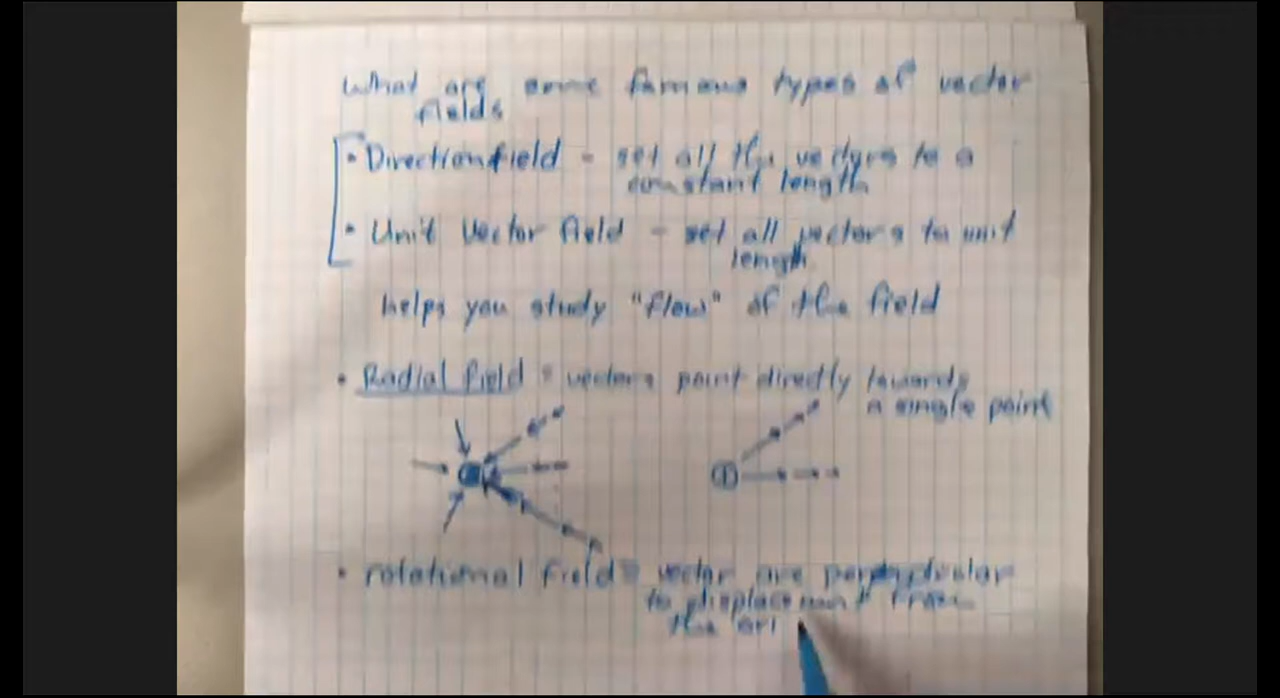 What are some famous types of vector
fields
• Direction field - set all the vectors to a
constant length
• Unit Vector field - set all vectors to unit
length
helps you study "flow" of the field
• Radial field = vectors point directly towards
a single point
• rotational field = vector are perpendicular
to displacement from
the ori